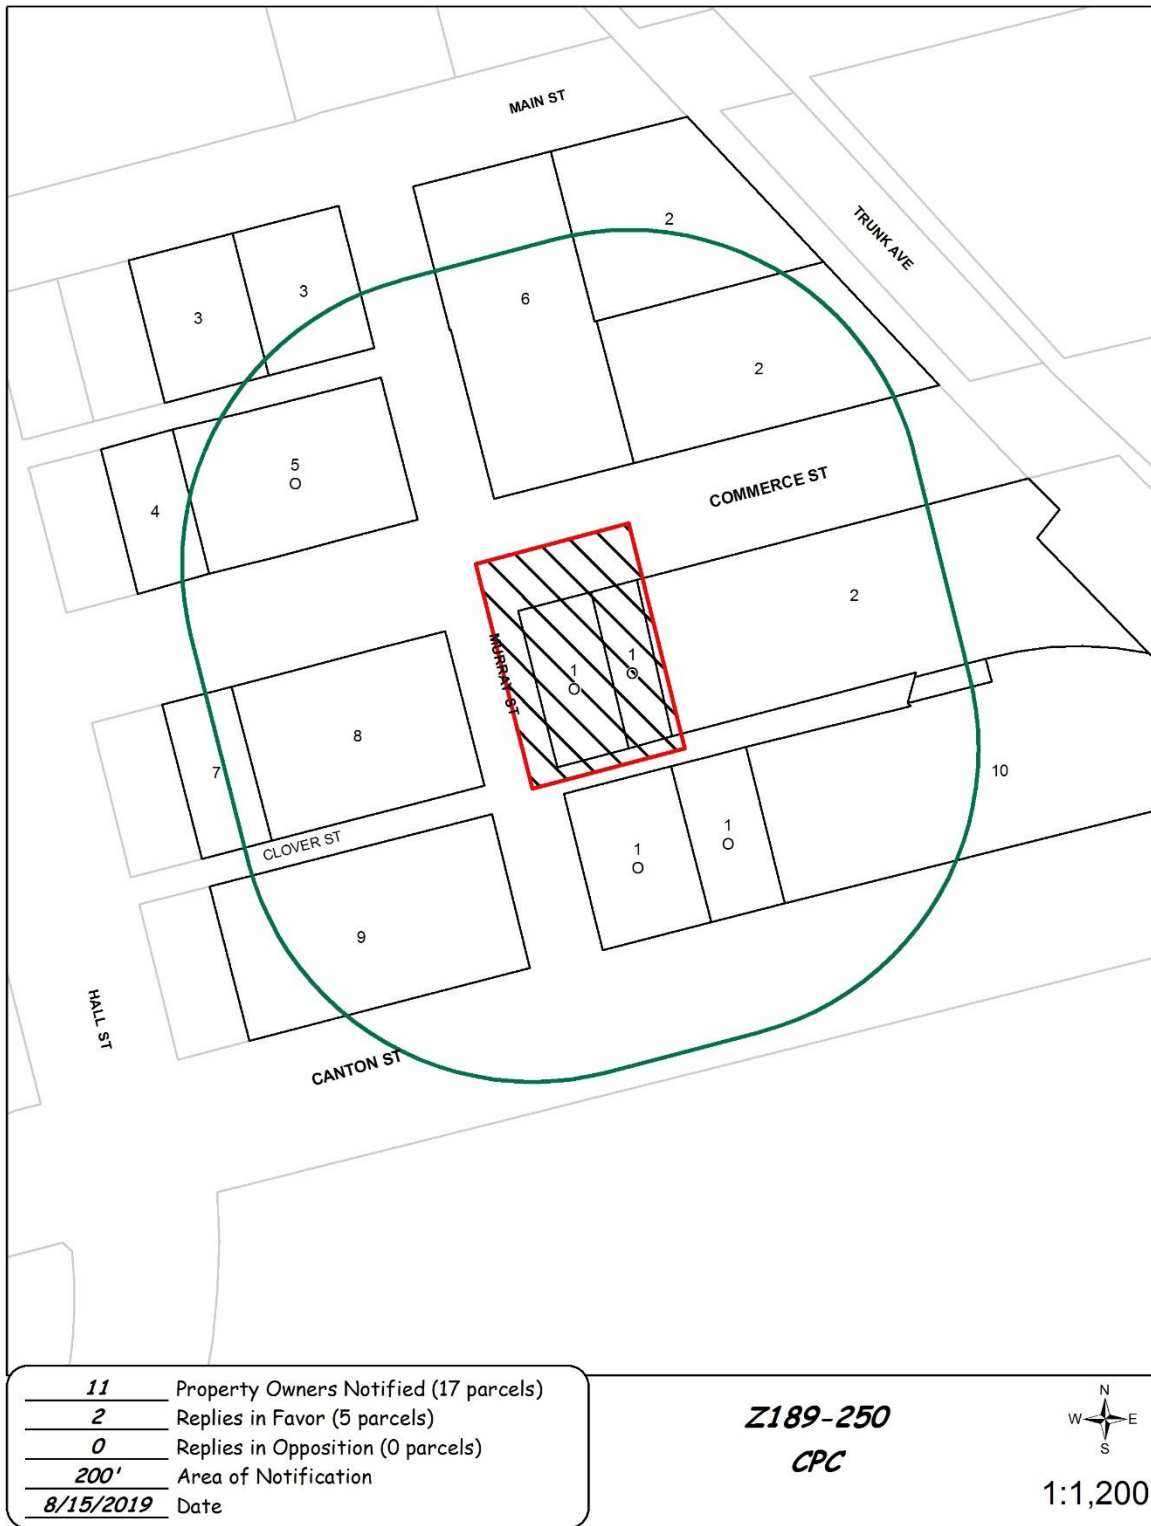 MAIN ST
TRUNK AVE
2
3
3
6
2
5
O
4
COMMERCE ST
2
1
O
1
O
MURRAY ST
8
7
10
1
O
1
O
CLOVER ST
9
HALL ST
CANTON ST
11 Property Owners Notified (17 parcels)
2 Replies in Favor (5 parcels)
0 Replies in Opposition (0 parcels)
200' Area of Notification
8/15/2019 Date
Z189-250
CPC
N
W E
S
1:1,200